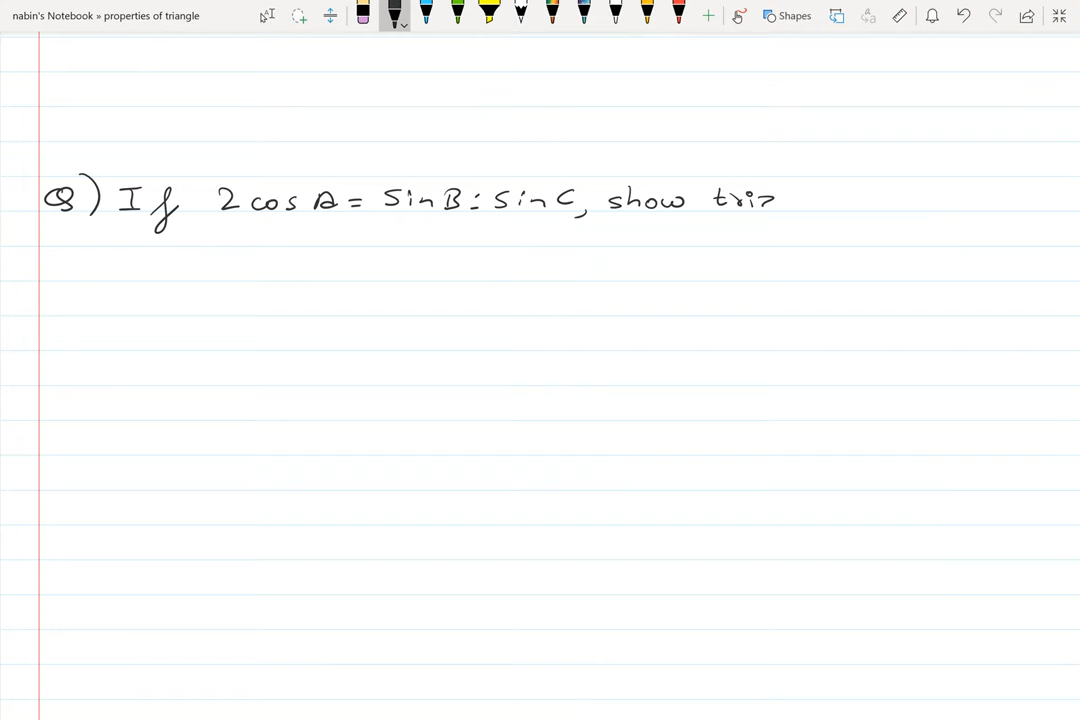 nabin's Notebook » properties of triangle
Shapes
Q) If 2 cos A = sin B : sin C, show tri